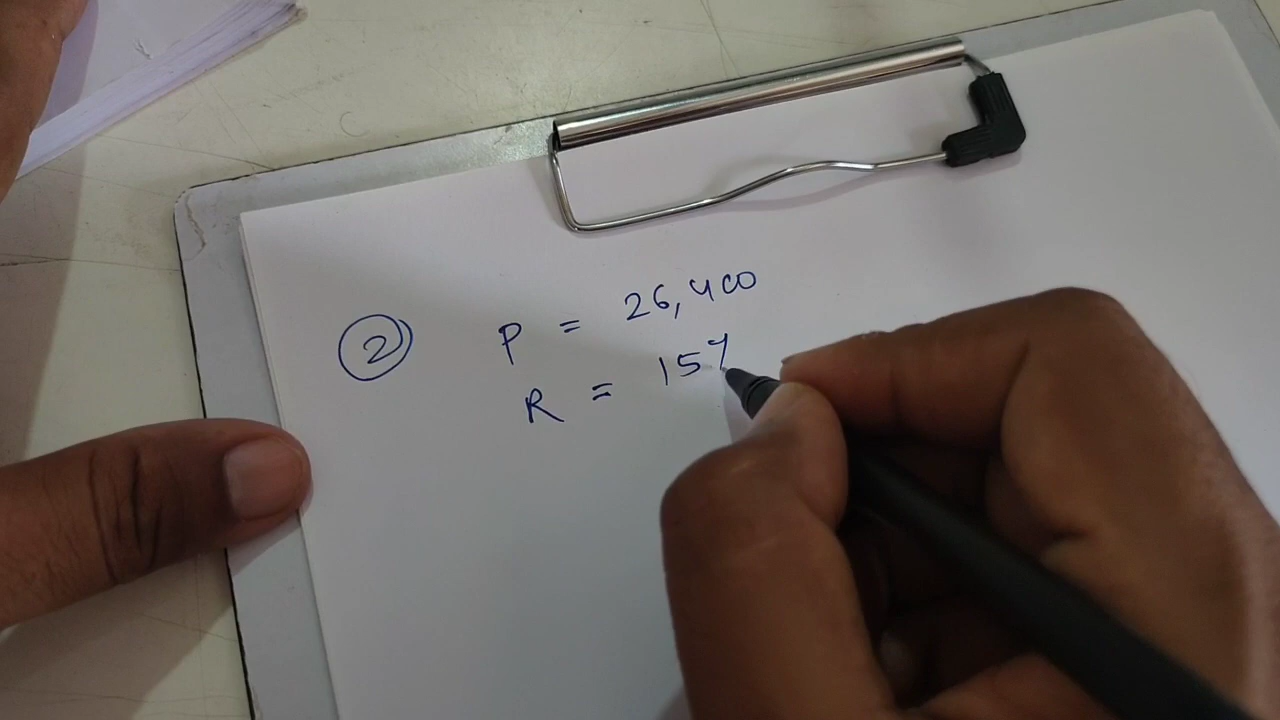 ② P = 26,400
R = 15%